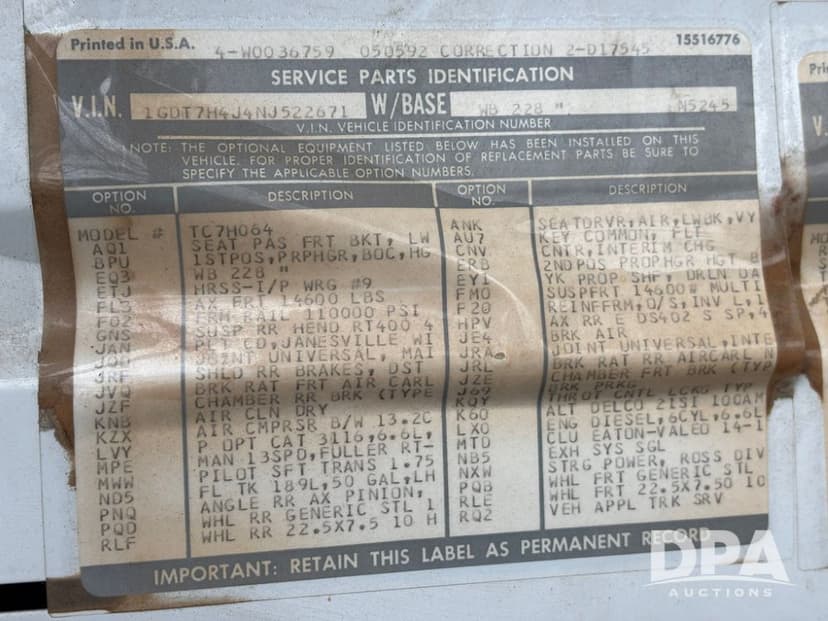 Printed in U.S.A. 4-W0036759 050592 CORRECTION 2-D17545 15516776
SERVICE PARTS IDENTIFICATION
V.I.N. 1GDT7H4J4NJ522671 W/BASE WB 228 " N5245
V.I.N. VEHICLE IDENTIFICATION NUMBER
NOTE: THE OPTIONAL EQUIPMENT LISTED BELOW HAS BEEN INSTALLED ON THIS
VEHICLE. FOR PROPER IDENTIFICATION OF REPLACEMENT PARTS BE SURE TO
SPECIFY THE APPLICABLE OPTION NUMBERS.
OPTION NO. DESCRIPTION OPTION NO. DESCRIPTION
MODEL # TC7H064 ANK SEATDRVR,AIR,LWBK,VY
AQ1 SEAT PAS FRT BKT, LW AU7 KEY COMMON, FLT
BPU 1STPOS,PRPHGR,BOC,HG CNV CNTR,INTERIM CHG
EQ3 WB 228 " ERB 2NDPOS PROPHGR HGT 8
ETJ HRSS-I/P WRG #9 EY1 YK PROP SHF, DRLN DA
FL3 AX FRT 14600 LBS FMO SUSPFRT 14600# MULTI
FRM RAIL 110000 PSI F20 REINFFRM,O/S,INV L,1
GNS SUSP RR HEND RT400 4 HPV AX RR E DS402 S SP,4
JAN PLT CD,JANESVILLE WI JE4 BRK AIR
JOINT UNIVERSAL, MAI JRA JOINT UNIVERSAL,INTE
JRF SHLD RR BRAKES, DST JRL BRK RAT RR AIRCARL N
JVQ BRK RAT FRT AIR CARL JZE CHAMBER FRT BRK (TYPE
JZF CHAMBER RR BRK (TYPE J69 BRK PRKG
KNB AIR CLN DRY KQY THROT CNTL LCKG TYP
KZX AIR CMPRSR B/W 13.2C K60 ALT DELCO 21SI 100AM
LVY P OPT CAT 3116,6.6L, LXO ENG DIESEL,6CYL,6.6L
MPE MAN 13SPD,FULLER RT- MTD CLU EATON-VALEO 14-1
MWW PILOT SFT TRANS 1.75 NB5 EXH SYS SGL
ND5 FL TK 189L,50 GAL,LH NXW STRG POWER, ROSS DIV
PNQ ANGLE RR AX PINION, PQB WHL FRT GENERIC STL
PQD WHL RR GENERIC STL 1 RLE WHL FRT 22.5X7.50 10
RLF WHL RR 22.5X7.5 10 H RQ2 VEH APPL TRK SRV
IMPORTANT: RETAIN THIS LABEL AS PERMANENT RECORD
DPA
AUCTIONS